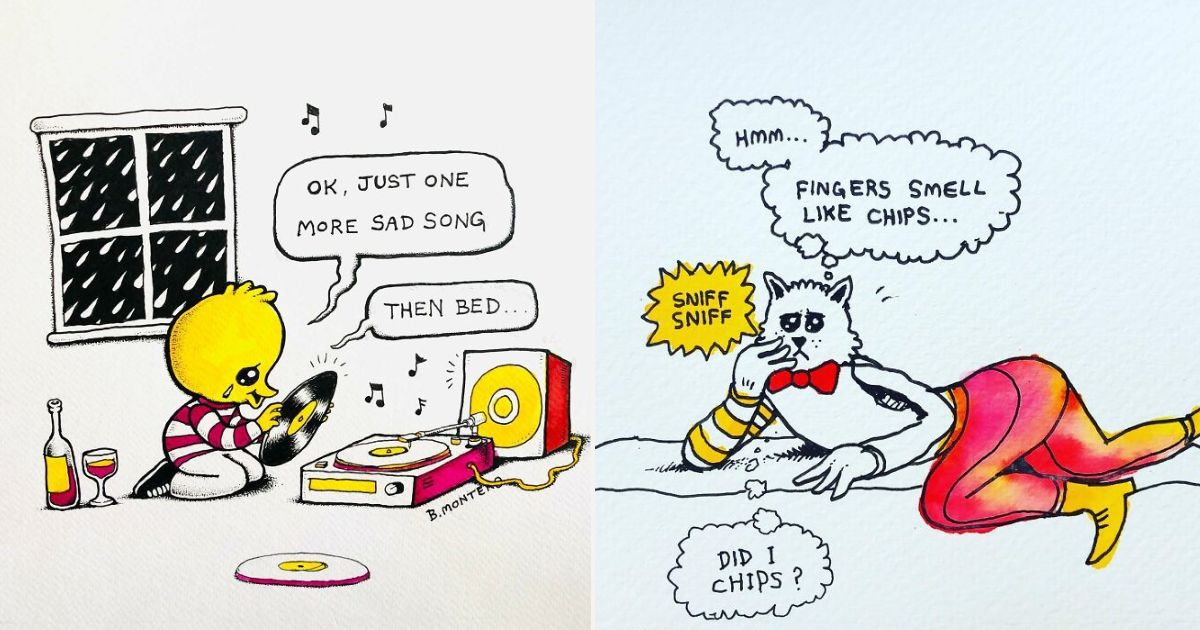 OK, JUST ONE
MORE SAD SONG
THEN BED...
B. MONTE
HMM...
FINGERS SMELL
LIKE CHIPS...
SNIFF
SNIFF
DID I
CHIPS?